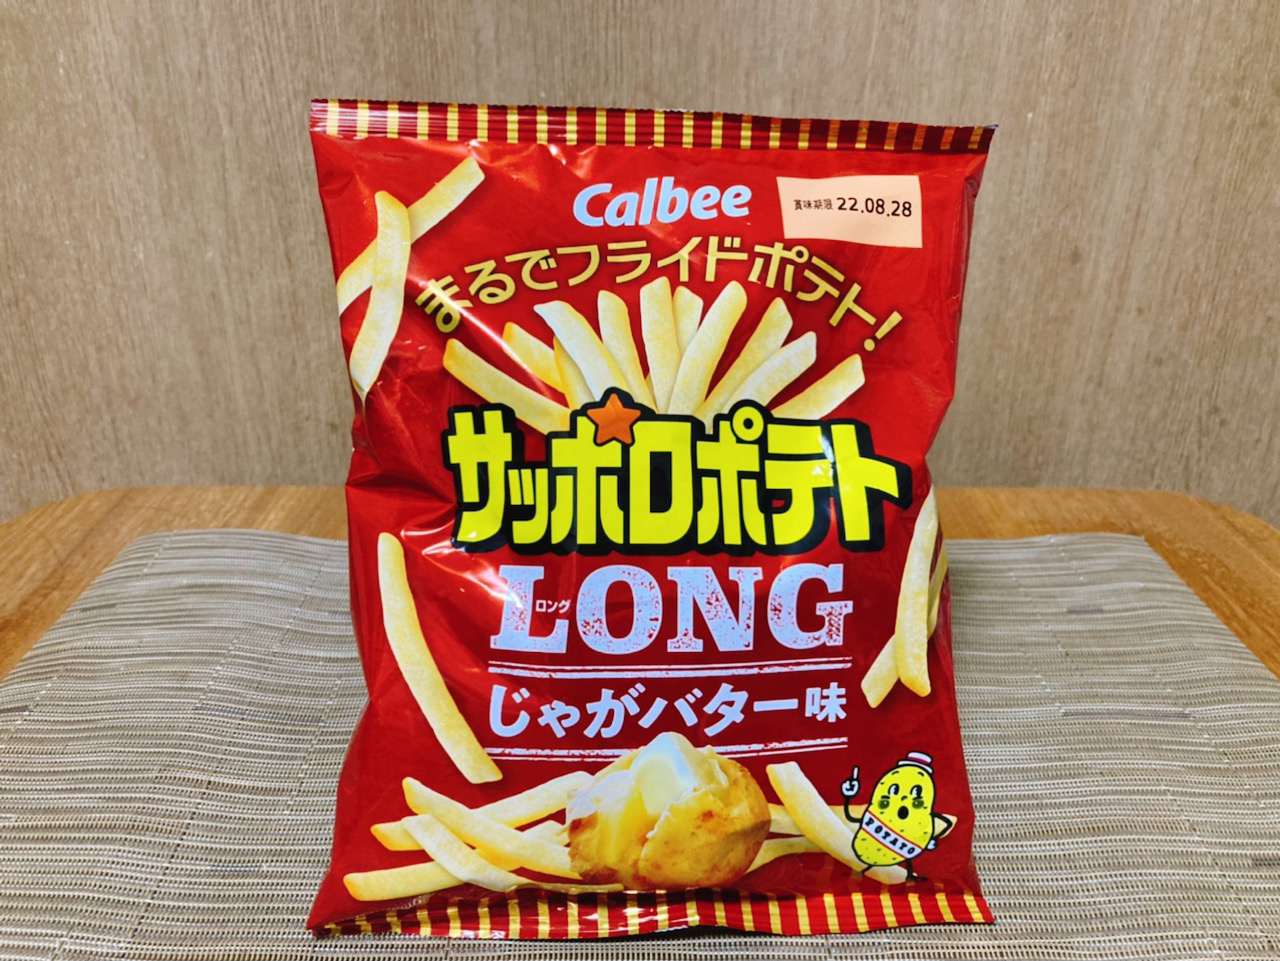 Calbee
賞味期限 22.08.28
まるでフライドポテト!
サッポロポテト
LONG
ロング
じゃがバター味
POTATO